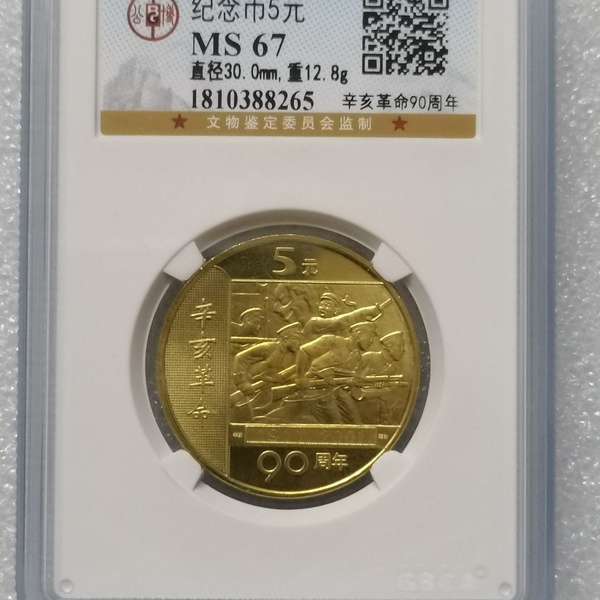 纪念币5元
MS 67
直径30.0mm,重12.8g
1810388265
辛亥革命90周年
★ 文物鉴定委员会监制 ★
5元
辛亥革命
90周年